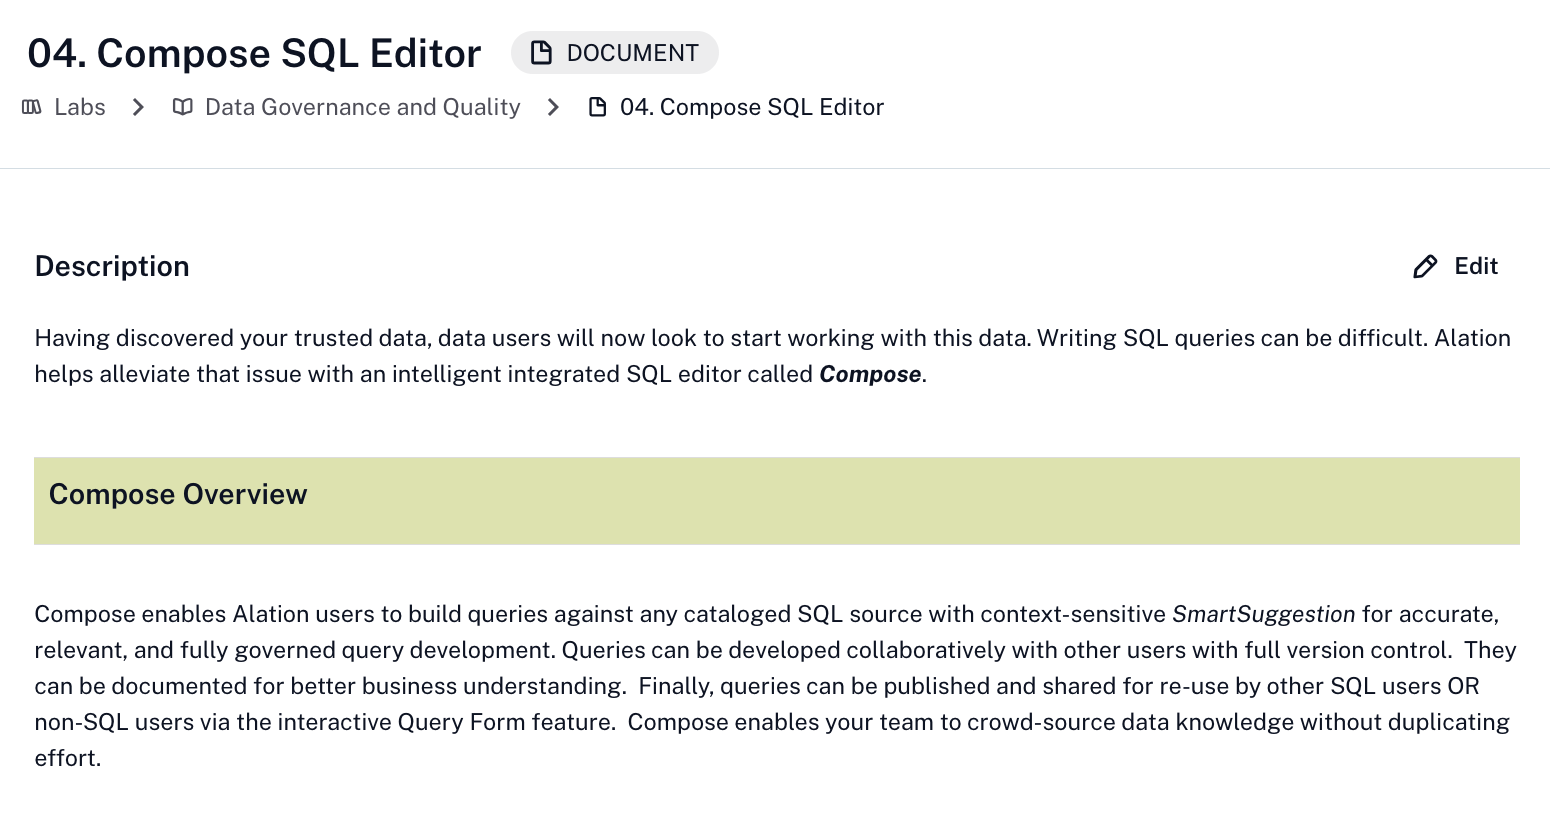 04. Compose SQL Editor DOCUMENT
Labs Data Governance and Quality 04. Compose SQL Editor
Description Edit
Having discovered your trusted data, data users will now look to start working with this data. Writing SQL queries can be difficult. Alation
helps alleviate that issue with an intelligent integrated SQL editor called Compose.
Compose Overview
Compose enables Alation users to build queries against any cataloged SQL source with context-sensitive SmartSuggestion for accurate,
relevant, and fully governed query development. Queries can be developed collaboratively with other users with full version control.  They
can be documented for better business understanding.  Finally, queries can be published and shared for re-use by other SQL users OR
non-SQL users via the interactive Query Form feature.  Compose enables your team to crowd-source data knowledge without duplicating
effort.